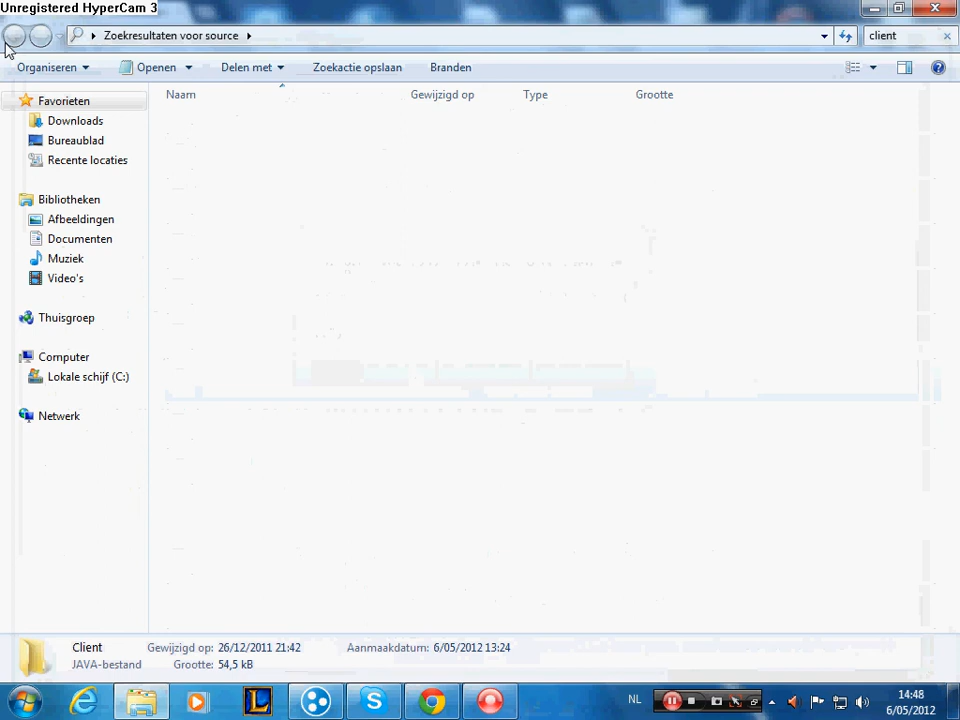 Unregistered HyperCam 3
Zoekresultaten voor source
client
Organiseren
Openen
Delen met
Zoekactie opslaan
Branden
Naam
Gewijzigd op
Type
Grootte
Favorieten
Downloads
Bureaublad
Recente locaties
Bibliotheken
Afbeeldingen
Documenten
Muziek
Video's
Thuisgroep
Computer
Lokale schijf (C:)
Netwerk
Client
Gewijzigd op: 26/12/2011 21:42
Aanmaakdatum: 6/05/2012 13:24
JAVA-bestand
Grootte: 54,5 kB
NL
14:48
6/05/2012